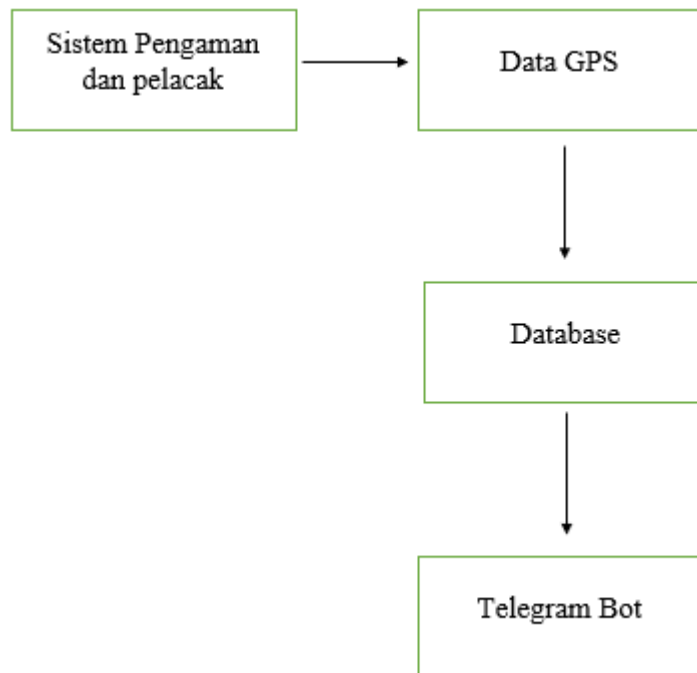 Sistem Pengaman
dan pelacak
Data GPS
Database
Telegram Bot